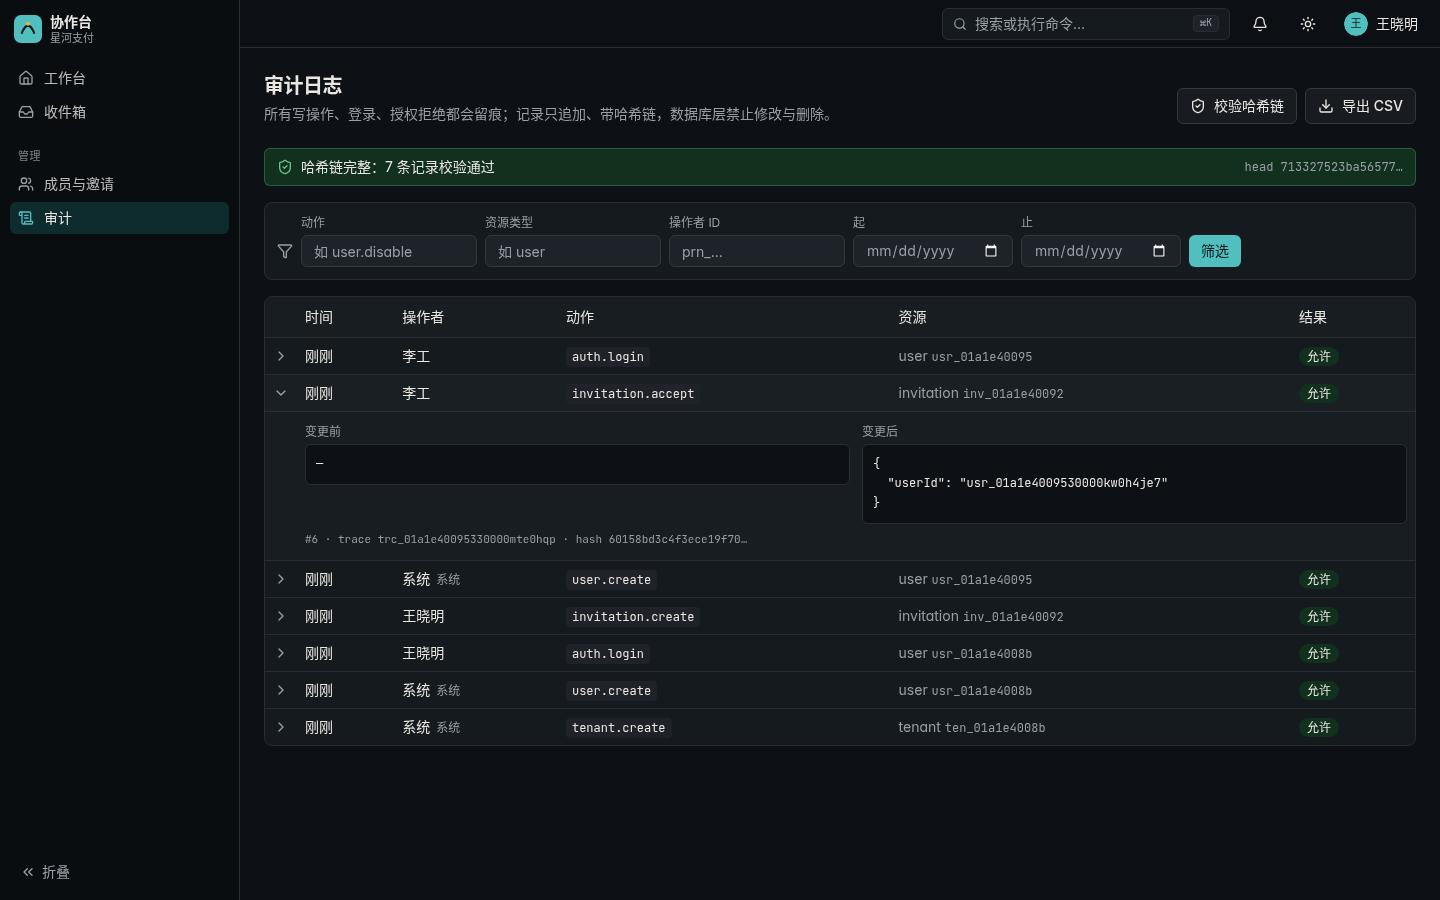 协作台
星河支付
搜索或执行命令... ⌘K
王 王晓明
工作台
收件箱
管理
成员与邀请
审计
折叠
审计日志
所有写操作、登录、授权拒绝都会留痕；记录只追加、带哈希链，数据库层禁止修改与删除。
校验哈希链
导出 CSV
哈希链完整：7 条记录校验通过 head 713327523ba56577…
动作 资源类型 操作者 ID 起 止
如 user.disable 如 user prn_... mm/dd/yyyy mm/dd/yyyy 筛选
时间 操作者 动作 资源 结果
刚刚 李工 auth.login user usr_01a1e40095 允许
刚刚 李工 invitation.accept invitation inv_01a1e40092 允许
变更前 变更后
—
{
"userId": "usr_01a1e4009530000kw0h4je7"
}
#6 · trace trc_01a1e40095330000mte0hqp · hash 60158bd3c4f3ece19f70…
刚刚 系统 系统 user.create user usr_01a1e40095 允许
刚刚 王晓明 invitation.create invitation inv_01a1e40092 允许
刚刚 王晓明 auth.login user usr_01a1e4008b 允许
刚刚 系统 系统 user.create user usr_01a1e4008b 允许
刚刚 系统 系统 tenant.create tenant ten_01a1e4008b 允许